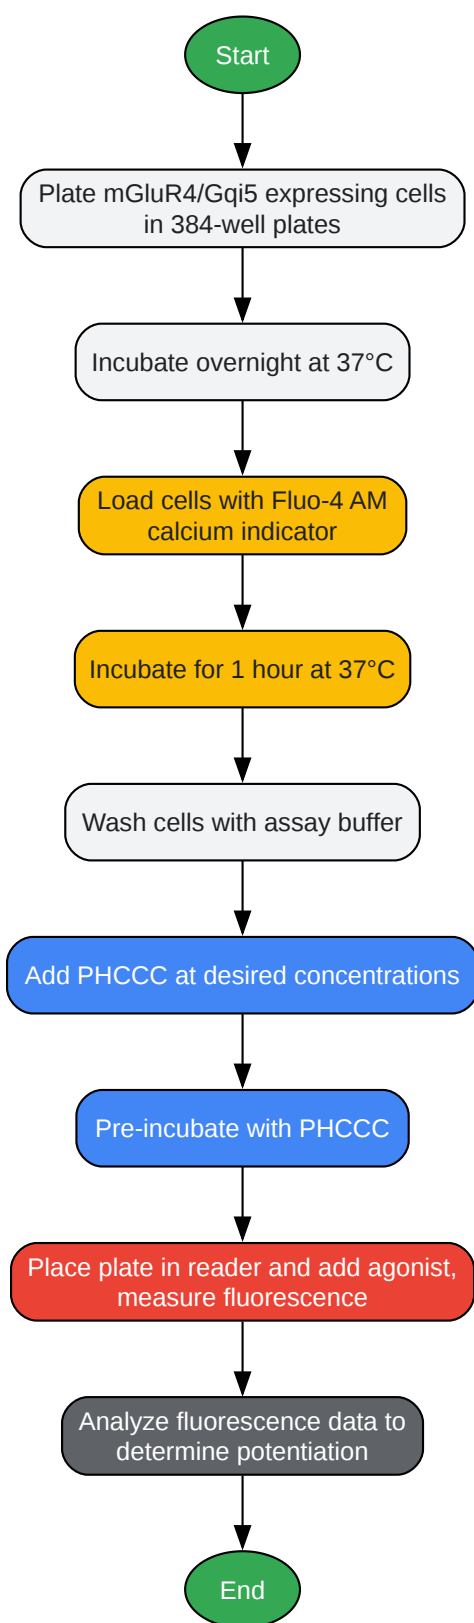 Start
Plate mGluR4/Gqi5 expressing cells
in 384-well plates
Incubate overnight at 37°C
Load cells with Fluo-4 AM
calcium indicator
Incubate for 1 hour at 37°C
Wash cells with assay buffer
Add PHCCC at desired concentrations
Pre-incubate with PHCCC
Place plate in reader and add agonist,
measure fluorescence
Analyze fluorescence data to
determine potentiation
End